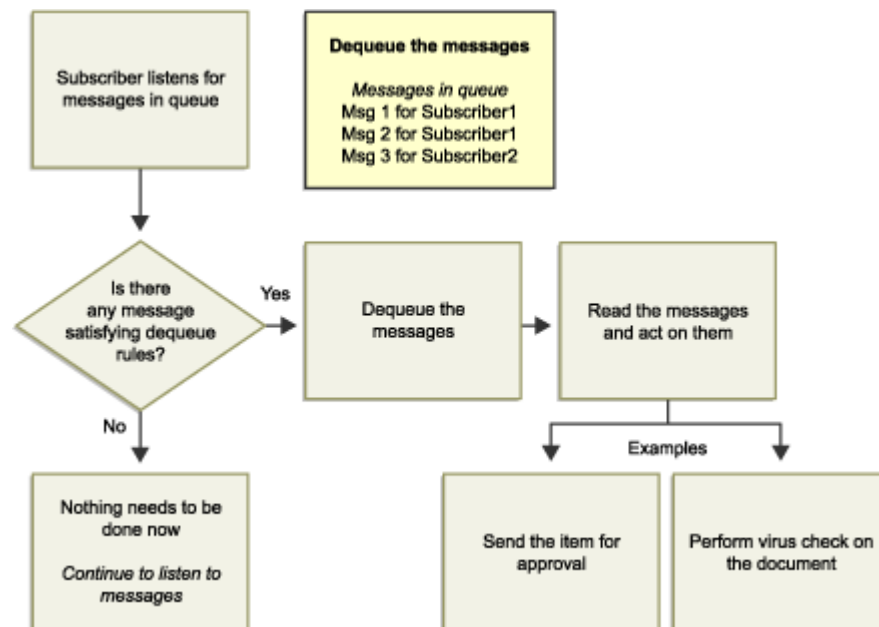 Subscriber listens for
messages in queue
Dequeue the messages
Messages in queue
Msg 1 for Subscriber1
Msg 2 for Subscriber1
Msg 3 for Subscriber2
Is there
any message
satisfying dequeue
rules?
Yes
Dequeue the
messages
Read the messages
and act on them
No
Examples
Nothing needs to be
done now
Continue to listen to
messages
Send the item for
approval
Perform virus check on
the document